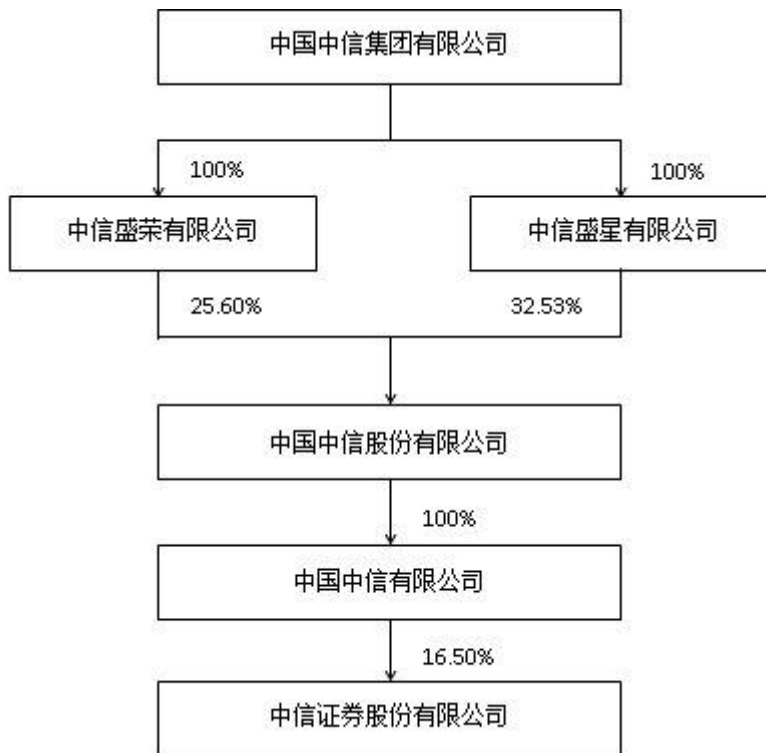 中国中信集团有限公司
100%
100%
中信盛荣有限公司
中信盛星有限公司
25.60%
32.53%
中国中信股份有限公司
100%
中国中信有限公司
16.50%
中信证券股份有限公司